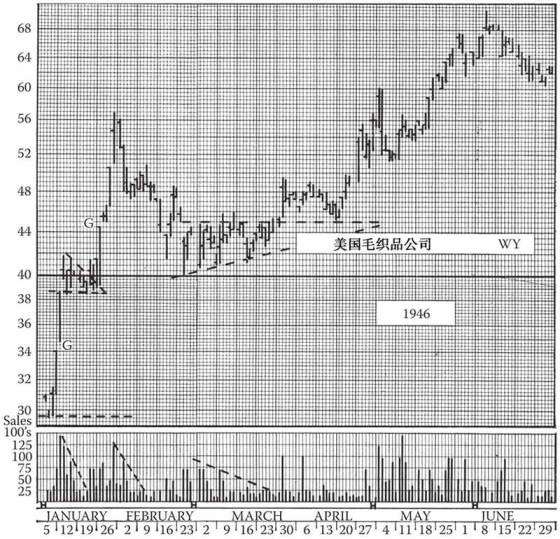 68
64
60
56
52
48
G
44
美国毛织品公司 WY
40
38
1946
36
G
34
32
30
Sales
100's
125
100
75
50
25
JANUARY FEBRUARY MARCH APRIL MAY JUNE
5 12 19 26 2 9 16 23 2 9 16 23 30 6 13 20 27 4 11 18 25 1 8 15 22 29